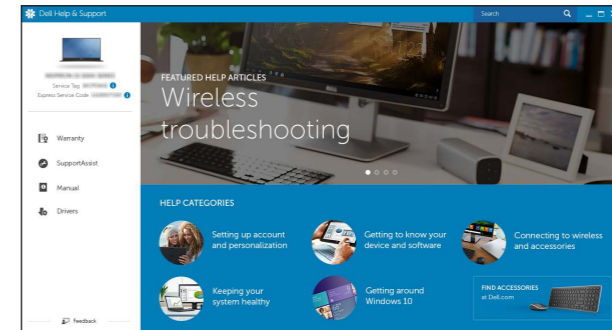 Dell Help & Support
Search
Service Tag:
Express Service Code:
Warranty
SupportAssist
Manual
Drivers
Feedback
FEATURED HELP ARTICLES
Wireless
troubleshooting
HELP CATEGORIES
Setting up account
and personalization
Getting to know your
device and software
Connecting to wireless
and accessories
Keeping your
system healthy
Getting around
Windows 10
FIND ACCESSORIES
at Dell.com